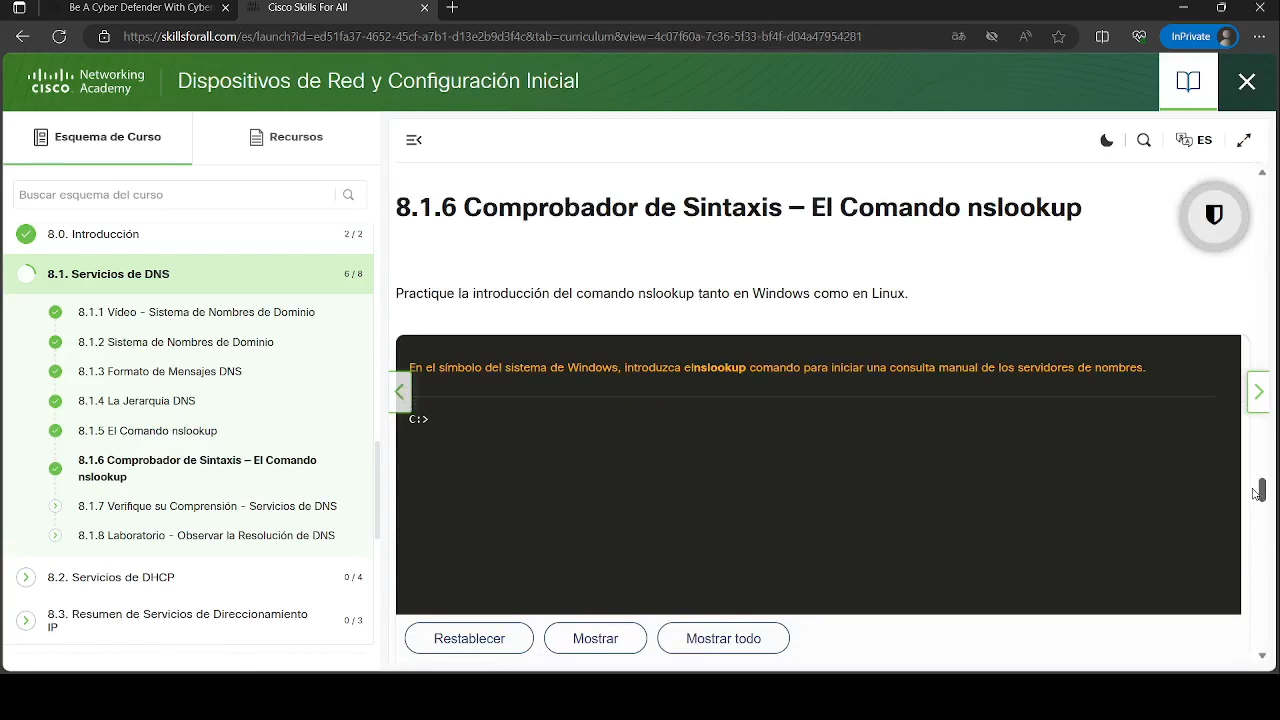 Be A Cyber Defender With Cyber
Cisco Skills For All
https://skillsforall.com/es/launch?id=ed51fa37-4652-45cf-a7b1-d13e2b9d3f4c8&tab=curriculum&view=4c07f60a-7c36-5f33-bf4f-d04a47954281
InPrivate
Networking
CISCO Academy
Dispositivos de Red y Configuración Inicial
Esquema de Curso
Recursos
ES
Buscar esquema del curso
8.0. Introducción 2 / 2
8.1. Servicios de DNS 6 / 8
8.1.1 Vídeo - Sistema de Nombres de Dominio
8.1.2 Sistema de Nombres de Dominio
8.1.3 Formato de Mensajes DNS
8.1.4 La Jerarquía DNS
8.1.5 El Comando nslookup
8.1.6 Comprobador de Sintaxis – El Comando
nslookup
8.1.7 Verifique su Comprensión - Servicios de DNS
8.1.8 Laboratorio - Observar la Resolución de DNS
8.2. Servicios de DHCP 0 / 4
8.3. Resumen de Servicios de Direccionamiento
IP 0 / 3
8.1.6 Comprobador de Sintaxis – El Comando nslookup
Practique la introducción del comando nslookup tanto en Windows como en Linux.
En el símbolo del sistema de Windows, introduzca elnslookup comando para iniciar una consulta manual de los servidores de nombres.
C:>
Restablecer
Mostrar
Mostrar todo